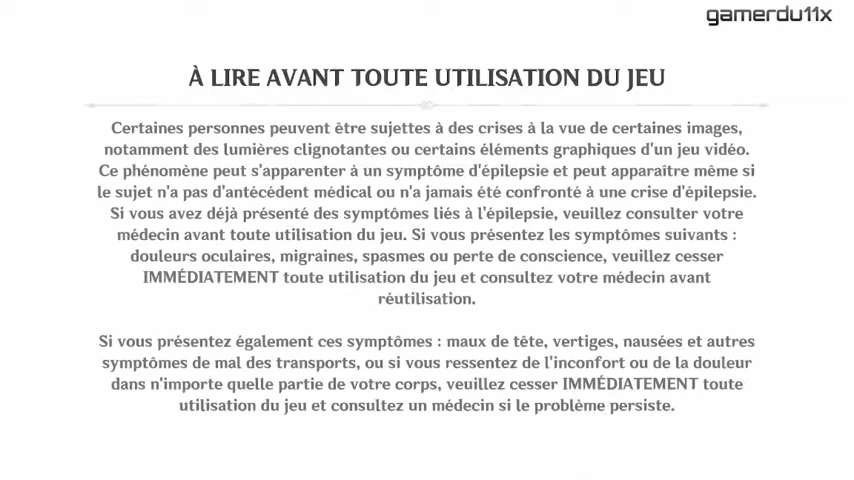 gamerdu11x
À LIRE AVANT TOUTE UTILISATION DU JEU
Certaines personnes peuvent être sujettes à des crises à la vue de certaines images,
notamment des lumières clignotantes ou certains éléments graphiques d'un jeu vidéo.
Ce phénomène peut s'apparenter à un symptôme d'épilepsie et peut apparaître même si
le sujet n'a pas d'antécédent médical ou n'a jamais été confronté à une crise d'épilepsie.
Si vous avez déjà présenté des symptômes liés à l'épilepsie, veuillez consulter votre
médecin avant toute utilisation du jeu. Si vous présentez les symptômes suivants :
douleurs oculaires, migraines, spasmes ou perte de conscience, veuillez cesser
IMMÉDIATEMENT toute utilisation du jeu et consultez votre médecin avant
réutilisation.
Si vous présentez également ces symptômes : maux de tête, vertiges, nausées et autres
symptômes de mal des transports, ou si vous ressentez de l'inconfort ou de la douleur
dans n'importe quelle partie de votre corps, veuillez cesser IMMÉDIATEMENT toute
utilisation du jeu et consultez un médecin si le problème persiste.